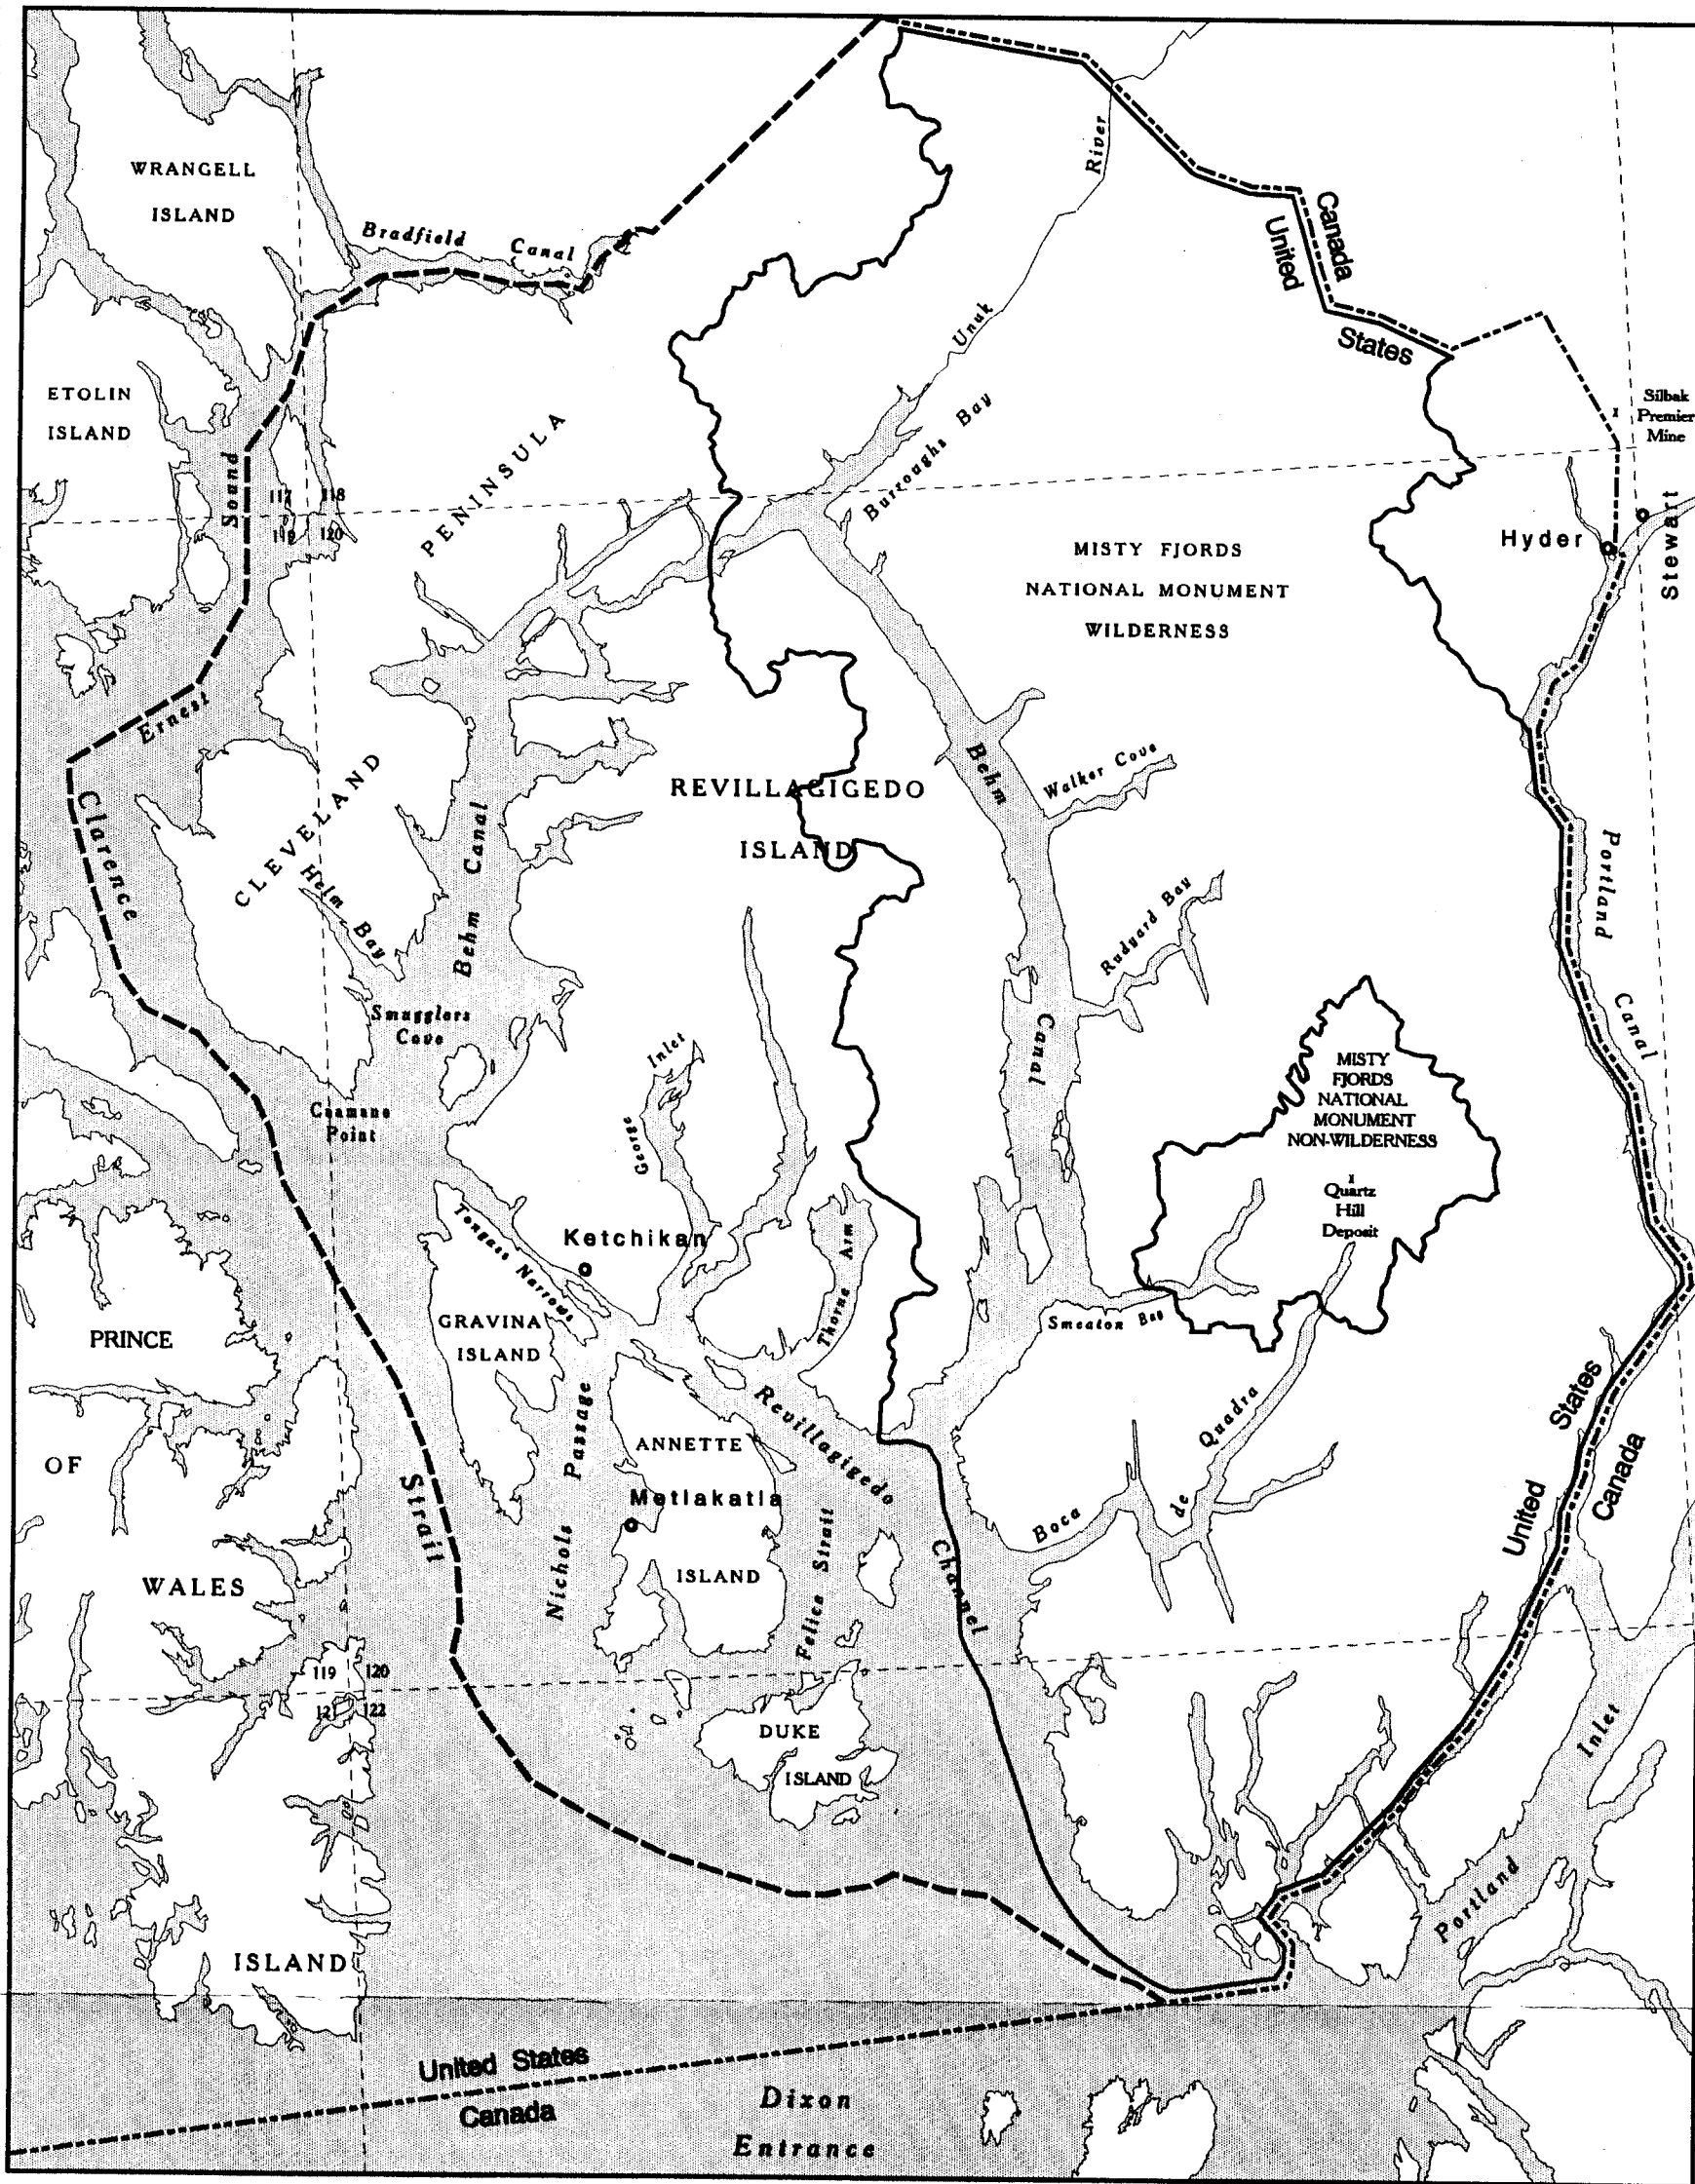 WRANGELL
ISLAND
Bradfield Canal
River
Canada
United
States
Unuk
ETOLIN
ISLAND
Silbak
Premier
Mine
Sound
PENINSULA
Burroughs Bay
117 118
119 120
MISTY FJORDS
NATIONAL MONUMENT
WILDERNESS
Hyder
Stewart
Ernest
Clarence
CLEVELAND
Behm Canal
REVILLAGIGEDO
ISLAND
Behm
Walker Cove
Portland
Helm Bay
Rudyard Bay
Smugglers
Cove
Canal
Canal
George Inlet
MISTY
FJORDS
NATIONAL
MONUMENT
NON-WILDERNESS
x
Quartz
Hill
Deposit
Caamano
Point
Tongass Narrows
Ketchikan
Thorne Arm
GRAVINA
ISLAND
Smeaton Bay
PRINCE
OF
WALES
ISLAND
Strait
Nichols Passage
ANNETTE
Metlakatla
ISLAND
Revillagigedo
Channel
Felice Strait
Boca de Quadra
United States
Canada
119 120
121 122
DUKE
ISLAND
Portland Inlet
United States
Canada
Dixon
Entrance